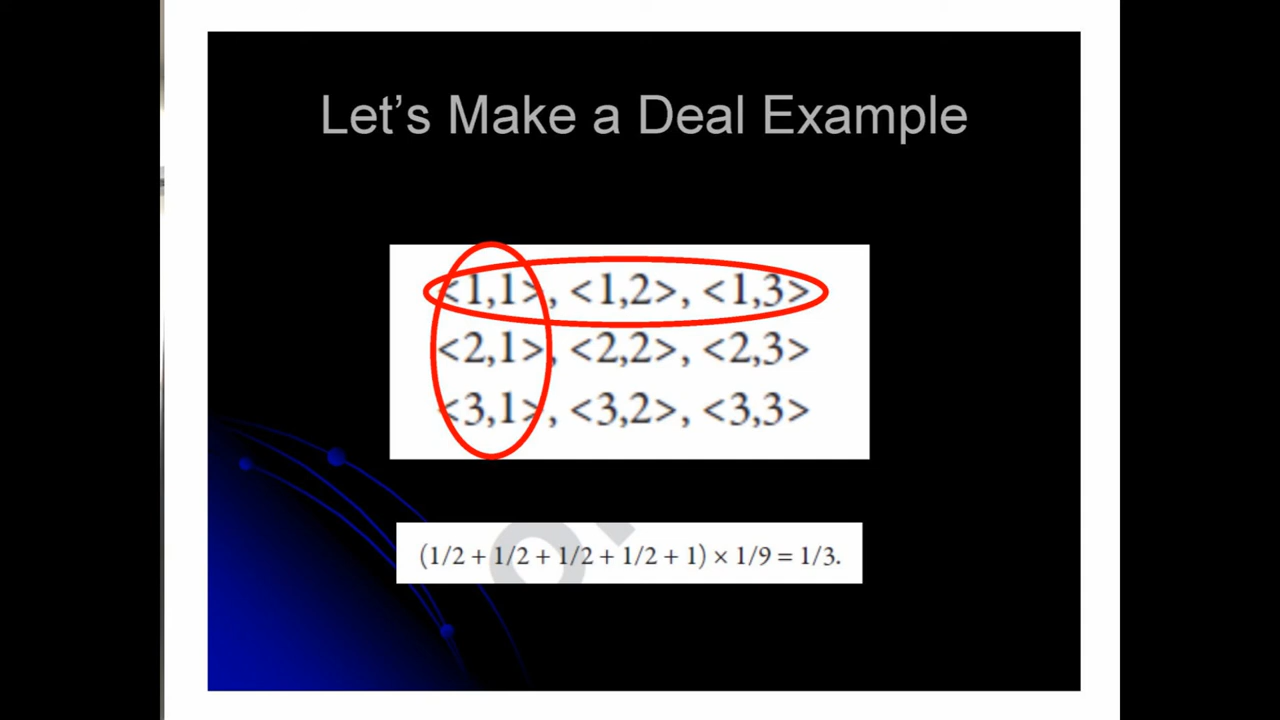 Let's Make a Deal Example
<1,1>, <1,2>, <1,3>
<2,1>, <2,2>, <2,3>
<3,1>, <3,2>, <3,3>
(1/2 + 1/2 + 1/2 + 1/2 + 1) × 1/9 = 1/3.